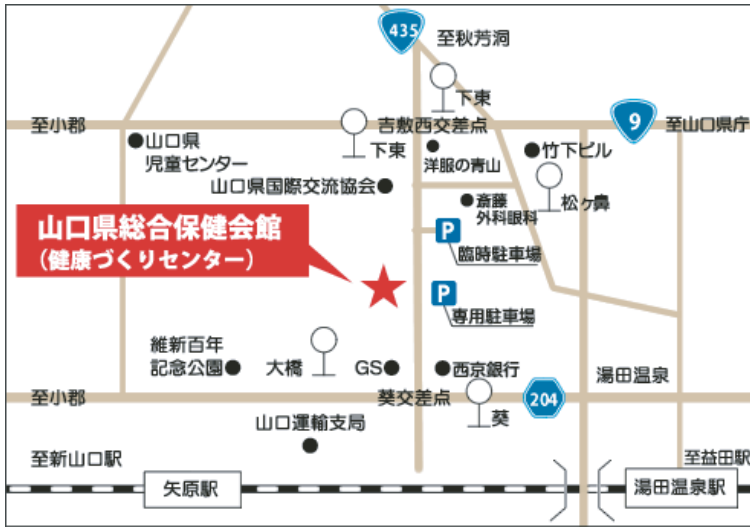 435
至秋芳洞
下東
至小郡
吉敷西交差点
9
至山口県庁
山口県
児童センター
下東
洋服の青山
竹下ビル
山口県国際交流協会
斎藤
外科眼科
松ヶ鼻
山口県総合保健会館
(健康づくりセンター)
P
臨時駐車場
P
専用駐車場
維新百年
記念公園
大橋
GS
西京銀行
湯田温泉
至小郡
葵交差点
204
葵
山口運輸支局
至新山口駅
至益田駅
矢原駅
湯田温泉駅